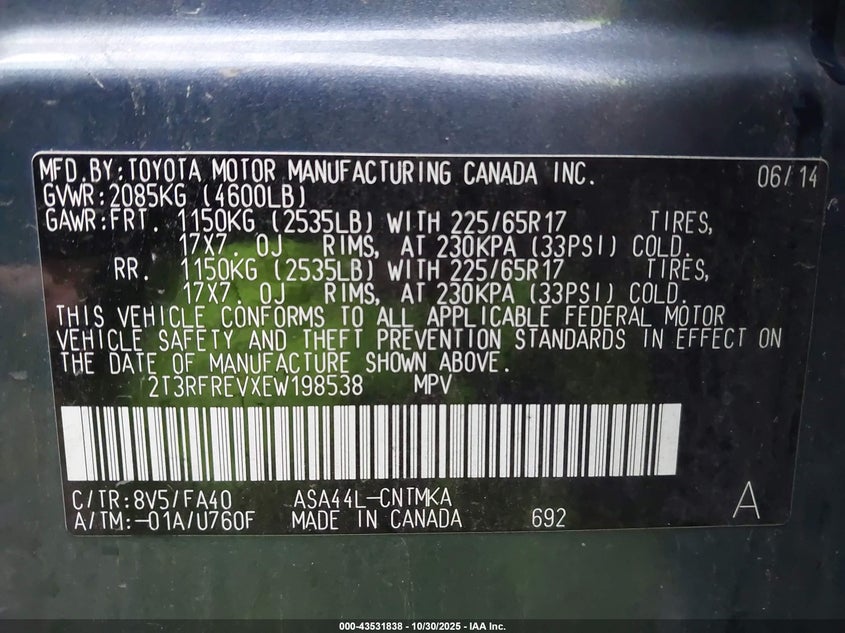 MFD.BY:TOYOTA MOTOR MANUFACTURING CANADA INC. 06/14
GVWR:2085KG (4600LB)
GAWR:FRT. 1150KG (2535LB) WITH 225/65R17 TIRES,
17X7. OJ RIMS, AT 230KPA (33PSI) COLD.
RR. 1150KG (2535LB) WITH 225/65R17 TIRES,
17X7 OJ RIMS, AT 230KPA (33PSI) COLD.
THIS VEHICLE CONFORMS TO ALL APPLICABLE FEDERAL MOTOR
VEHICLE SAFETY AND THEFT PREVENTION STANDARDS IN EFFECT ON
THE DATE OF MANUFACTURE SHOWN ABOVE.
2T3RFREVXEW198538 MPV
C/TR:8V5/FA40 ASA44L-CNTMKA
A/TM:-01A/U760F MADE IN CANADA 692 A
000-43531838 - 10/30/2025 - IAA Inc.